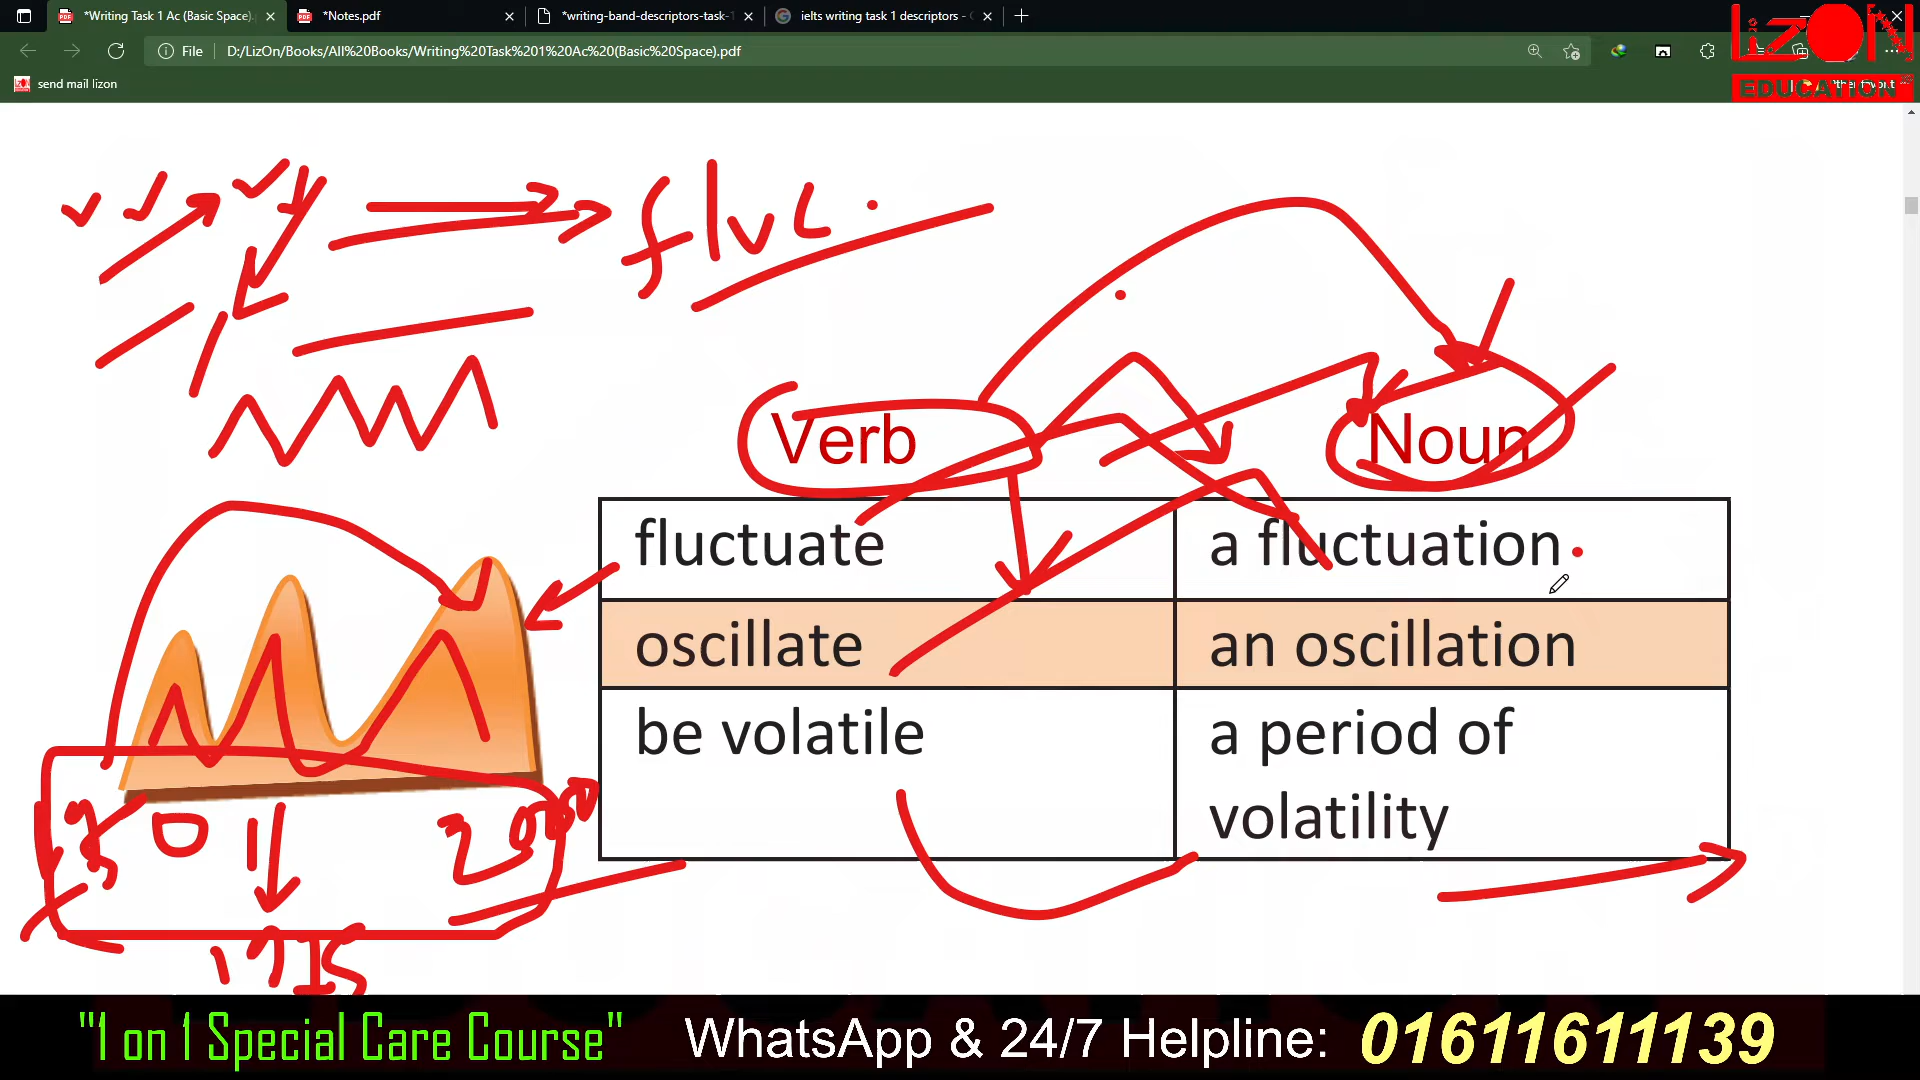 *Writing Task 1 Ac (Basic Space).
*Notes.pdf
*writing-band-descriptors-task-1
ielts writing task 1 descriptors -
File
D:/LizOn/Books/All%20Books/Writing%20Task%201%20Ac%20(Basic%20Space).pdf
send mail lizon
LizON
EDUCATION
fluc
Verb
Noun
fluctuate
a fluctuation
oscillate
an oscillation
be volatile
a period of
volatility
"1 on 1 Special Care Course"
WhatsApp & 24/7 Helpline:
01611611139